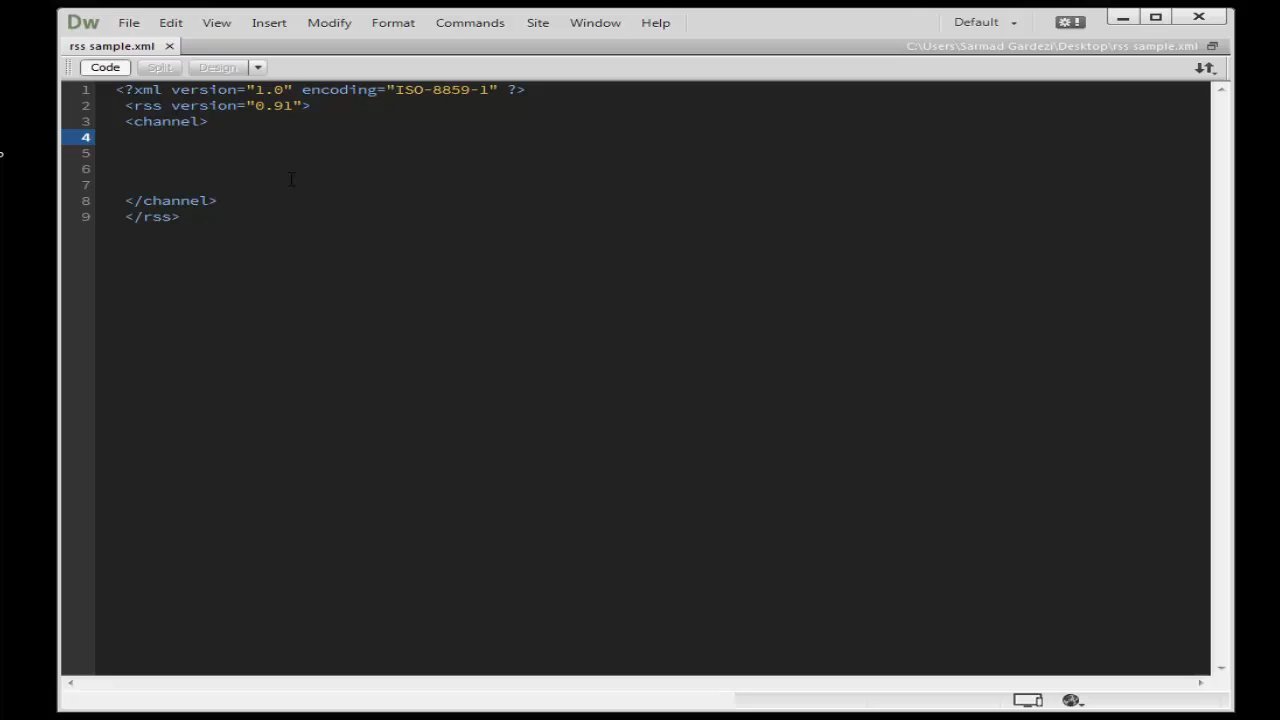 Dw File Edit View Insert Modify Format Commands Site Window Help Default
rss sample.xml C:\Users\Sarmad Gardezi\Desktop\rss sample.xml
Code Split Design
1 <?xml version="1.0" encoding="ISO-8859-1" ?>
2 <rss version="0.91">
3 <channel>
4
5
6
7
8 </channel>
9 </rss>